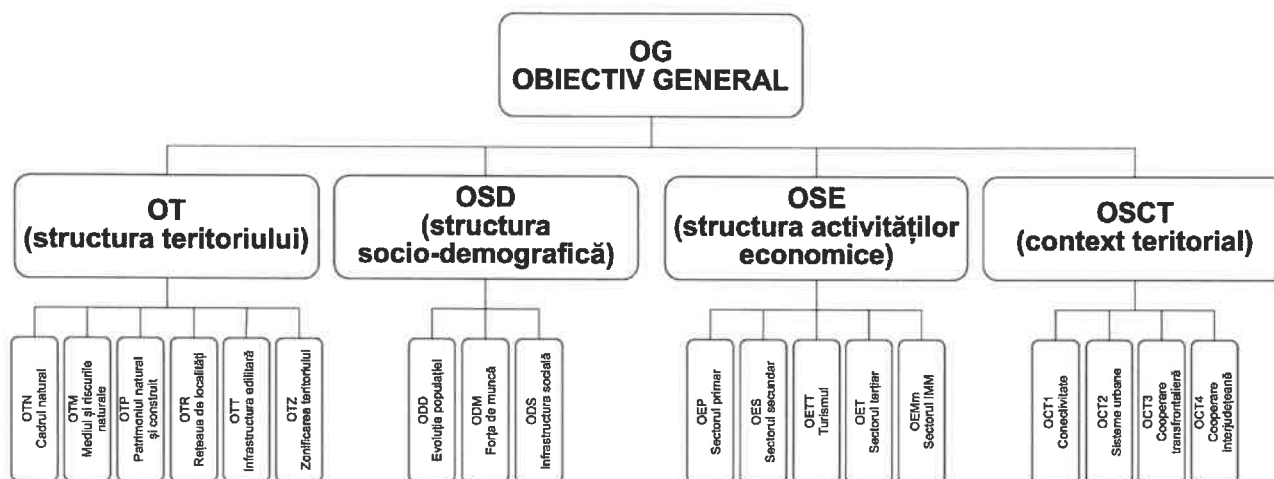 OG
OBIECTIV GENERAL
OT
(structura teritoriului)
OSD
(structura
socio-demografică)
OSE
(structura activităților
economice)
OSCT
(context teritorial)
OTN
Cadrul natural
OTM
Mediul și riscurile
naturale
OTP
Patrimoniul natural
și construit
OTR
Rețeaua de localități
OTT
Infrastructura edilitară
OTZ
Zonificarea teritoriului
ODD
Evoluția populației
ODM
Forța de muncă
ODS
Infrastructura socială
OEP
Sectorul primar
OES
Sectorul secundar
OETT
Turismul
OET
Sectorul terțiar
OEMm
Sectorul IMM
OCT1
Conectivitate
OCT2
Sisteme urbane
OCT3
Cooperare
transfrontalieră
OCT4
Cooperare
interjudețeană